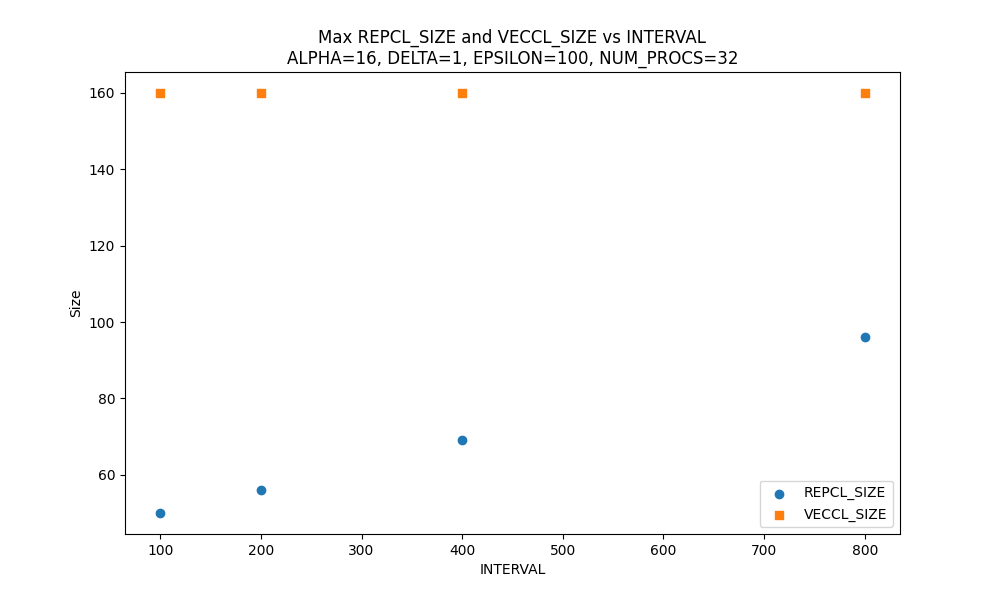 Max REPCL_SIZE and VECCL_SIZE vs INTERVAL
ALPHA=16, DELTA=1, EPSILON=100, NUM_PROCS=32
160
140
120
100
80
60
Size
100 200 300 400 500 600 700 800
INTERVAL
REPCL_SIZE
VECCL_SIZE